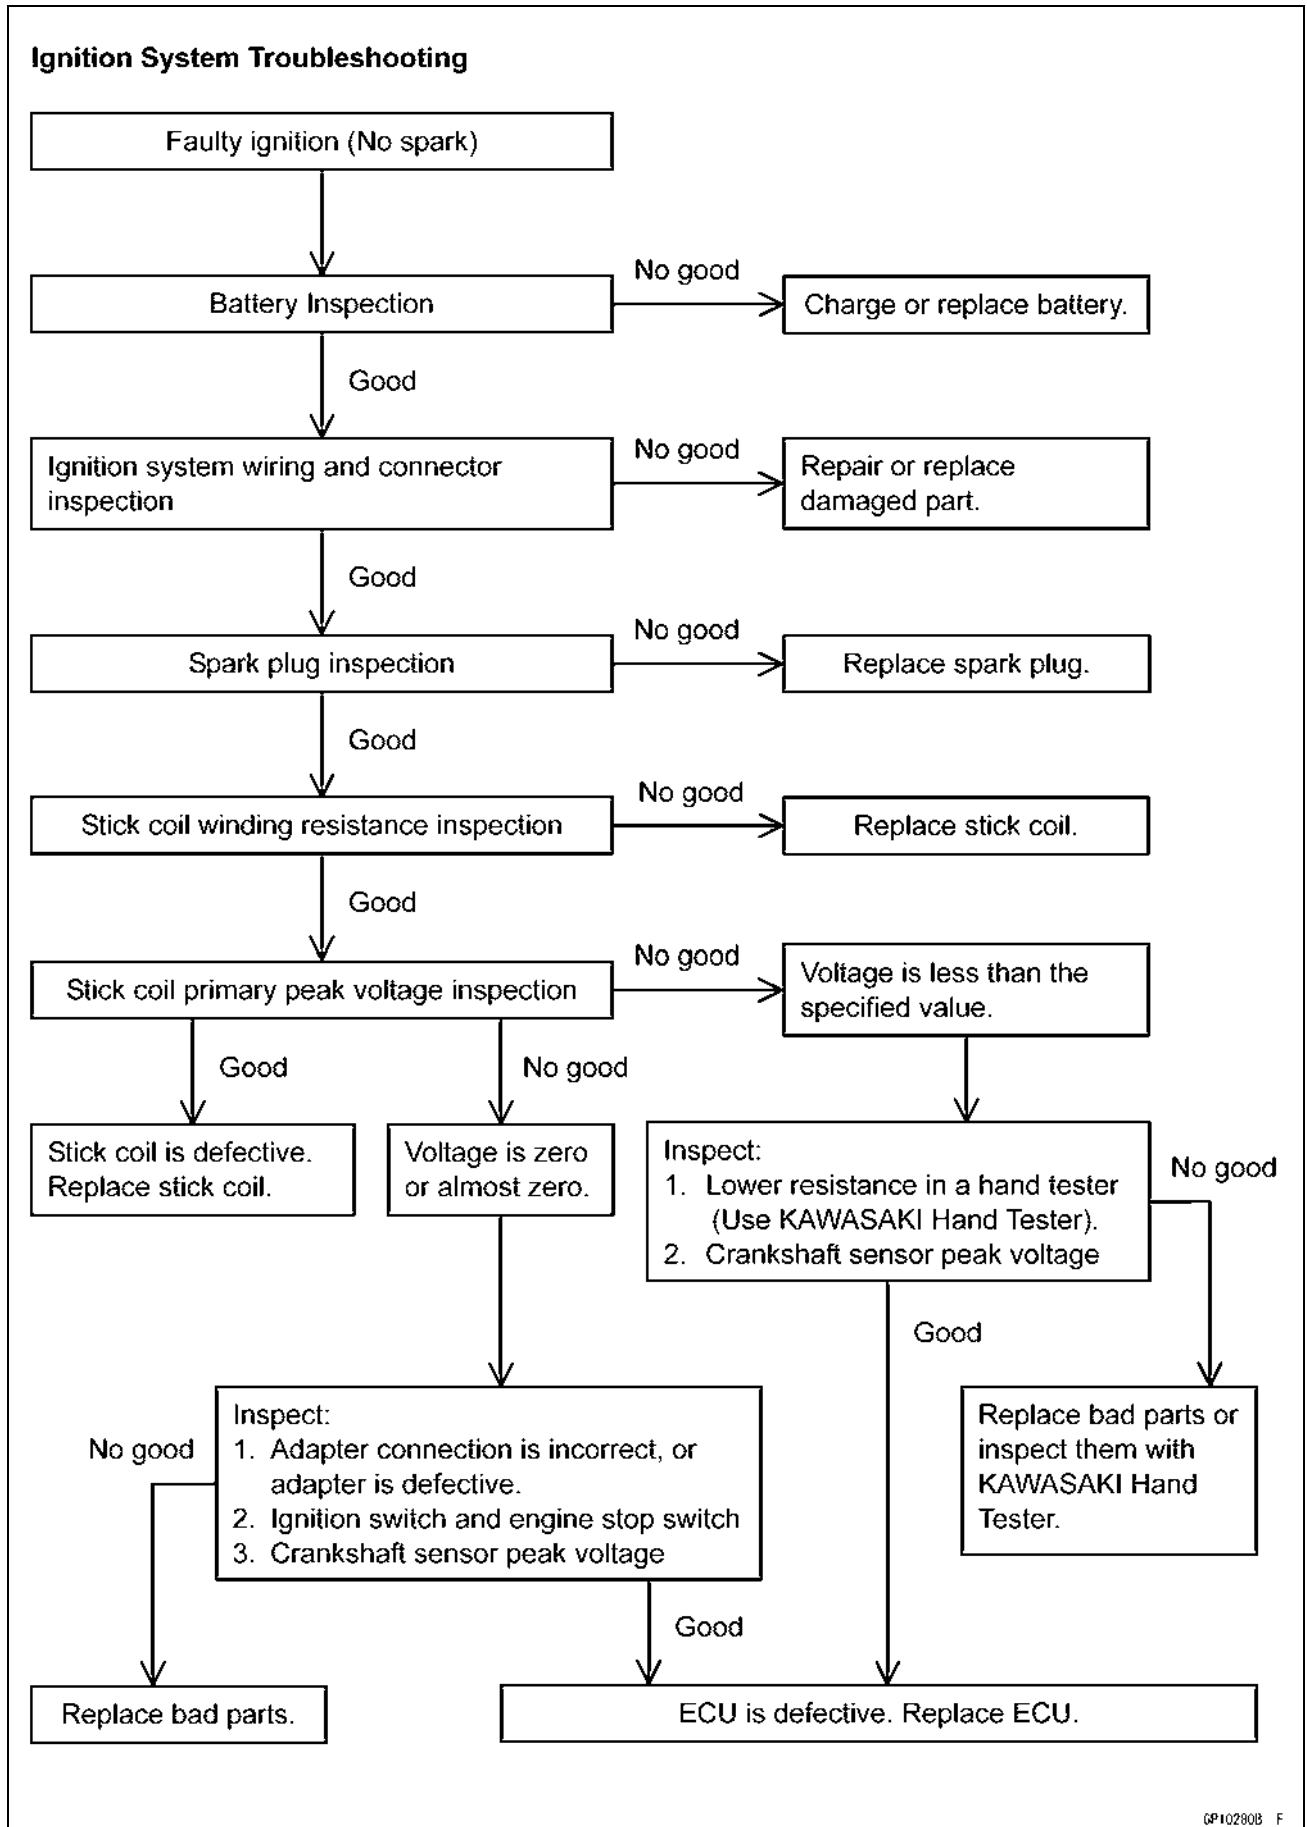 Ignition System Troubleshooting
Faulty ignition (No spark)
No good
Battery Inspection
Charge or replace battery.
Good
No good
Ignition system wiring and connector
inspection
Repair or replace
damaged part.
Good
No good
Spark plug inspection
Replace spark plug.
Good
No good
Stick coil winding resistance inspection
Replace stick coil.
Good
No good
Stick coil primary peak voltage inspection
Voltage is less than the
specified value.
Good
No good
Stick coil is defective.
Replace stick coil.
Voltage is zero
or almost zero.
Inspect:
1. Lower resistance in a hand tester
(Use KAWASAKI Hand Tester).
2. Crankshaft sensor peak voltage
No good
Good
No good
Inspect:
1. Adapter connection is incorrect, or
adapter is defective.
2. Ignition switch and engine stop switch
3. Crankshaft sensor peak voltage
Replace bad parts or
inspect them with
KAWASAKI Hand
Tester.
Good
Replace bad parts.
ECU is defective. Replace ECU.
GP10280B F